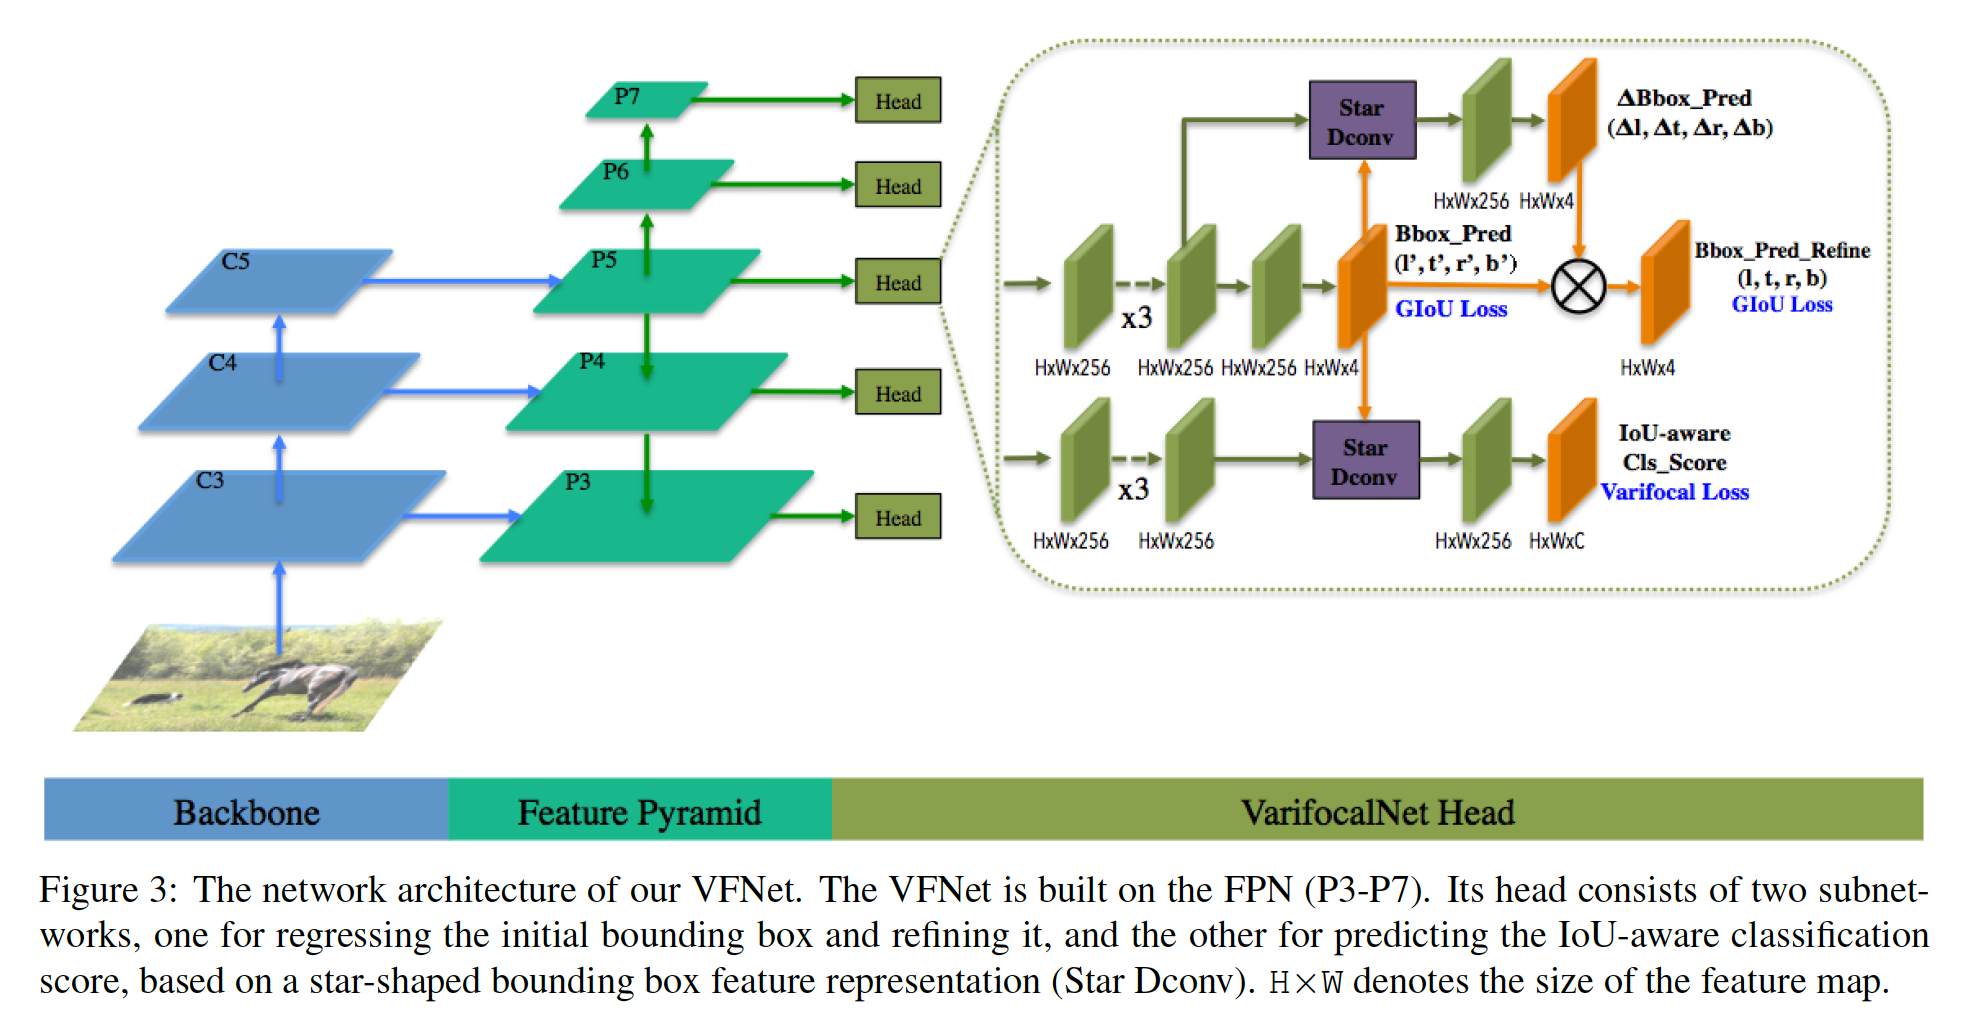 P7
Head
P6
Head
C5
P5
Head
C4
P4
Head
C3
P3
Head
Star
Dconv
ΔBbox_Pred
(Δl, Δt, Δr, Δb)
HxWx256
HxWx4
Bbox_Pred
(l’, t’, r’, b’)
GIoU Loss
Bbox_Pred_Refine
(l, t, r, b)
GIoU Loss
x3
HxWx256
HxWx256
HxWx256
HxWx4
HxWx4
Star
Dconv
IoU-aware
Cls_Score
Varifocal Loss
x3
HxWx256
HxWx256
HxWx256
HxWxC
Backbone
Feature Pyramid
VarifocalNet Head
Figure 3: The network architecture of our VFNet. The VFNet is built on the FPN (P3-P7). Its head consists of two subnet-
works, one for regressing the initial bounding box and refining it, and the other for predicting the IoU-aware classification
score, based on a star-shaped bounding box feature representation (Star Dconv). H×W denotes the size of the feature map.